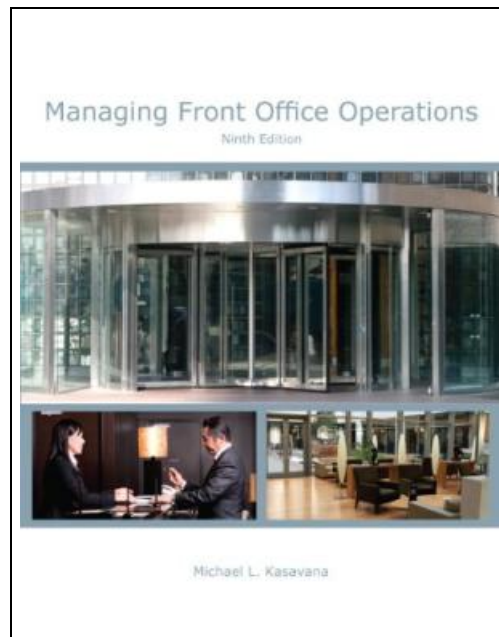 Managing Front Office Operations
Ninth Edition
Michael L. Kasavana